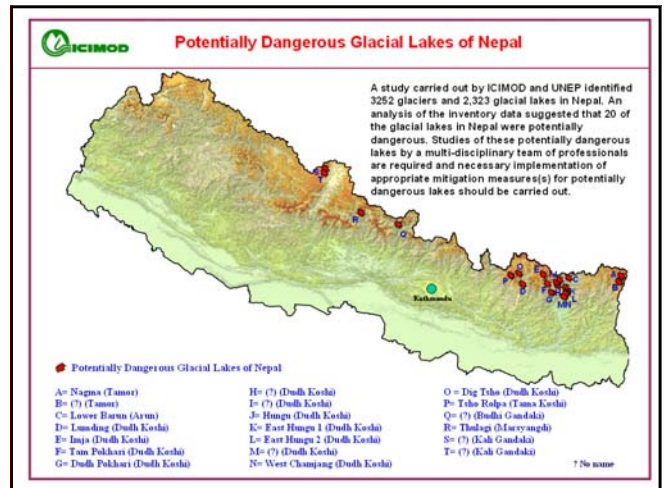 ICIMOD
Potentially Dangerous Glacial Lakes of Nepal
A study carried out by ICIMOD and UNEP identified
3252 glaciers and 2,323 glacial lakes in Nepal. An
analysis of the inventory data suggested that 20 of
the glacial lakes in Nepal were potentially
dangerous. Studies of these potentially dangerous
lakes by a multi-disciplinary team of professionals
are required and necessary implementation of
appropriate mitigation measures(s) for potentially
dangerous lakes should be carried out.
S
T
R
Q
O
P
D
E
F
G
C
K
L
MN
A
B
Kathmandu
Potentially Dangerous Glacial Lakes of Nepal
A= Nagma (Tamor)
B= (?) (Tamor)
C= Lower Barun (Arun)
D= Lumding (Dudh Koshi)
E= Imja (Dudh Koshi)
F= Tam Pokhari (Dudh Koshi)
G= Dudh Pokhari (Dudh Koshi)
H= (?) (Dudh Koshi)
I= (?) (Dudh Koshi)
J= Hungu (Dudh Koshi)
K= East Hungu 1 (Dudh Koshi)
L= East Hungu 2 (Dudh Koshi)
M= (?) (Dudh Koshi)
N= West Chamjang (Dudh Koshi)
O = Dig Tsho (Dudh Koshi)
P= Tsho Rolpa (Tama Koshi)
Q= (?) (Budhi Gandaki)
R= Thulagi (Marsyangdi)
S= (?) (Kali Gandaki)
T= (?) (Kali Gandaki)
? No name